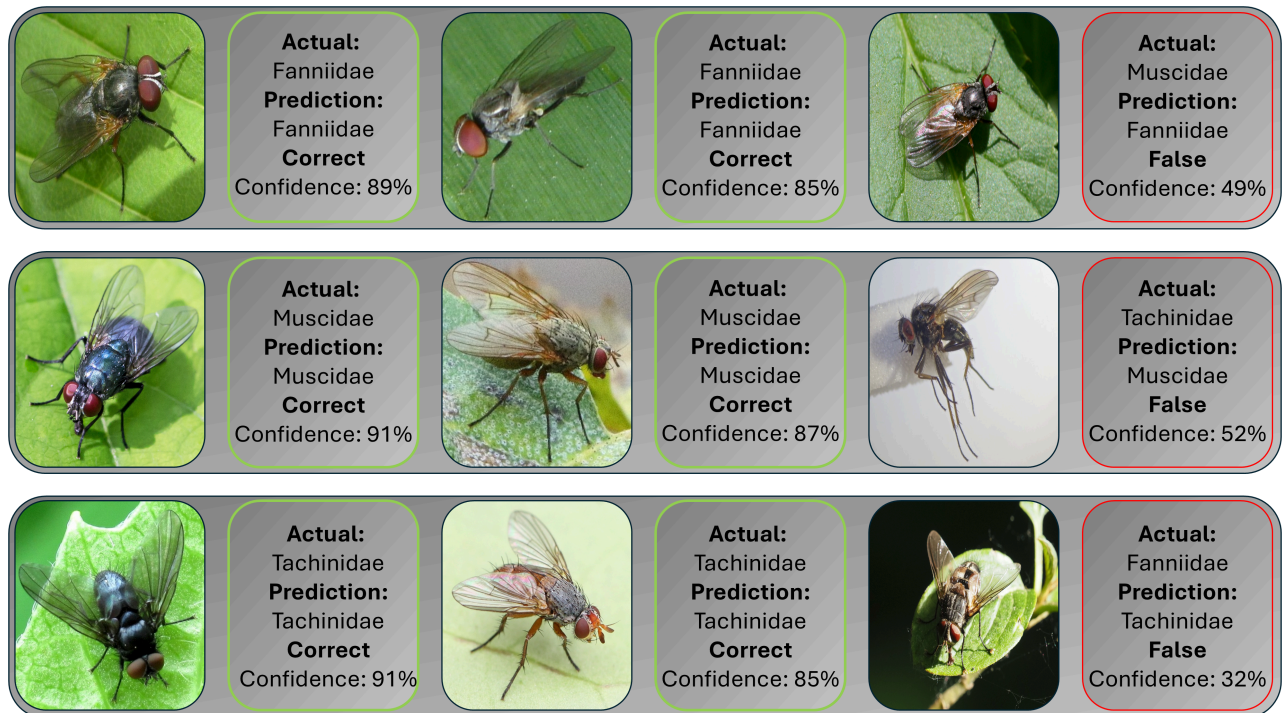 Actual:
Fanniidae
Prediction:
Fanniidae
Correct
Confidence: 89%
Actual:
Fanniidae
Prediction:
Fanniidae
Correct
Confidence: 85%
Actual:
Muscidae
Prediction:
Fanniidae
False
Confidence: 49%
Actual:
Muscidae
Prediction:
Muscidae
Correct
Confidence: 91%
Actual:
Muscidae
Prediction:
Muscidae
Correct
Confidence: 87%
Actual:
Tachinidae
Prediction:
Muscidae
False
Confidence: 52%
Actual:
Tachinidae
Prediction:
Tachinidae
Correct
Confidence: 91%
Actual:
Tachinidae
Prediction:
Tachinidae
Correct
Confidence: 85%
Actual:
Fanniidae
Prediction:
Tachinidae
False
Confidence: 32%